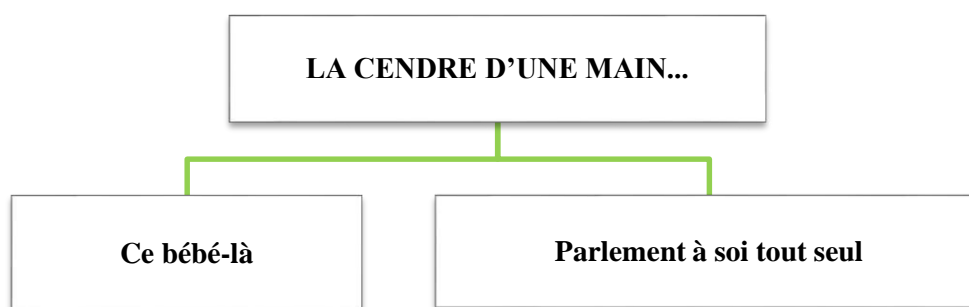 LA CENDRE D’UNE MAIN...
Ce bébé-là
Parlement à soi tout seul